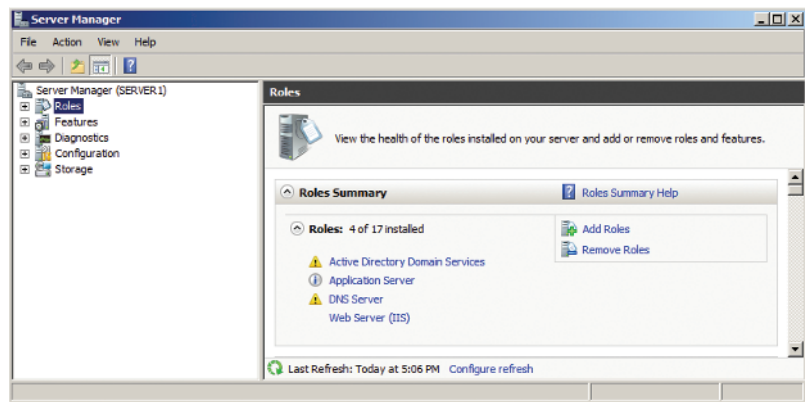 Server Manager
File Action View Help
Server Manager (SERVER1)
Roles
Features
Diagnostics
Configuration
Storage
Roles
View the health of the roles installed on your server and add or remove roles and features.
Roles Summary
Roles Summary Help
Roles: 4 of 17 installed
Add Roles
Remove Roles
Active Directory Domain Services
Application Server
DNS Server
Web Server (IIS)
Last Refresh: Today at 5:06 PM Configure refresh